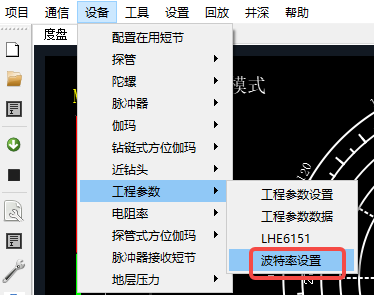 项目 通信 设备 工具 设置 回放 井深 帮助
度盘
配置在用短节
探管
陀螺
模式
脉冲器
伽玛
钻铤式方位伽玛
近钻头
120
工程参数
工程参数设置
电阻率
工程参数数据
探管式方位伽玛
LHE6151
脉冲器接收短节
波特率设置
地层压力